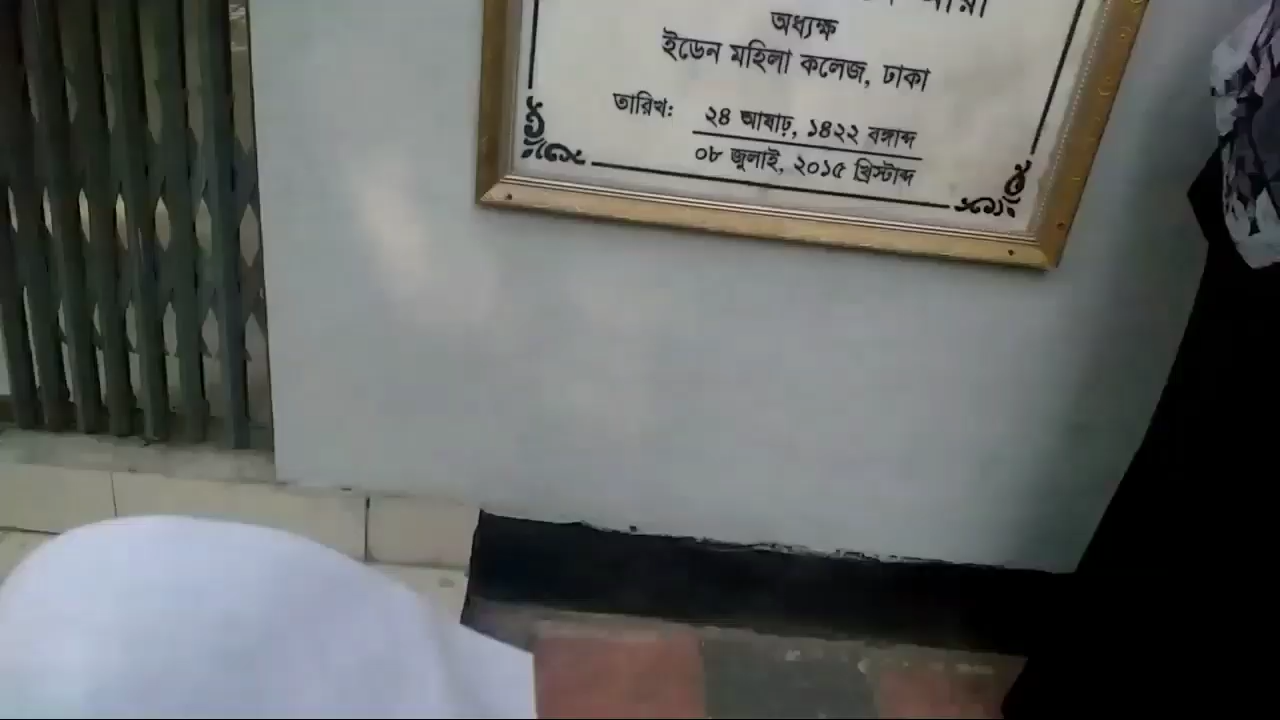 অধ্যক্ষ
ইডেন মহিলা কলেজ, ঢাকা
তারিখ: ২৪ আষাঢ়, ১৪২২ বঙ্গাব্দ
০৮ জুলাই, ২০১৫ খ্রিস্টাব্দ